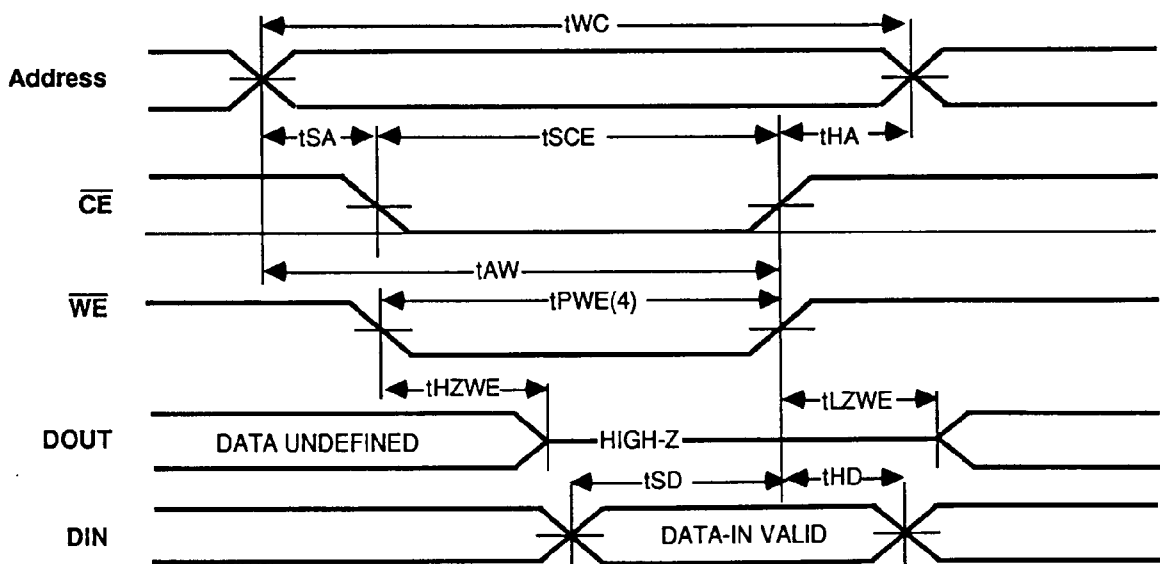 tWC
Address
tSA
tSCE
tHA
CE
tAW
WE
tPWE(4)
tHZWE
tLZWE
DOUT
DATA UNDEFINED
HIGH-Z
tSD
tHD
DIN
DATA-IN VALID